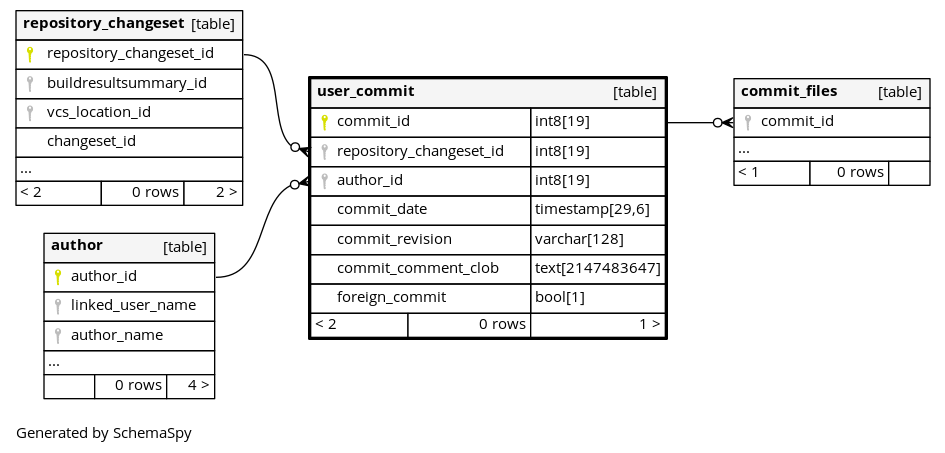 repository_changeset [table]
repository_changeset_id
buildresultsummary_id
vcs_location_id
changeset_id
...
< 2 0 rows 2 >
author [table]
author_id
linked_user_name
author_name
...
0 rows 4 >
user_commit [table]
commit_id int8[19]
repository_changeset_id int8[19]
author_id int8[19]
commit_date timestamp[29,6]
commit_revision varchar[128]
commit_comment_clob text[2147483647]
foreign_commit bool[1]
< 2 0 rows 1 >
commit_files [table]
commit_id
...
< 1 0 rows
Generated by SchemaSpy